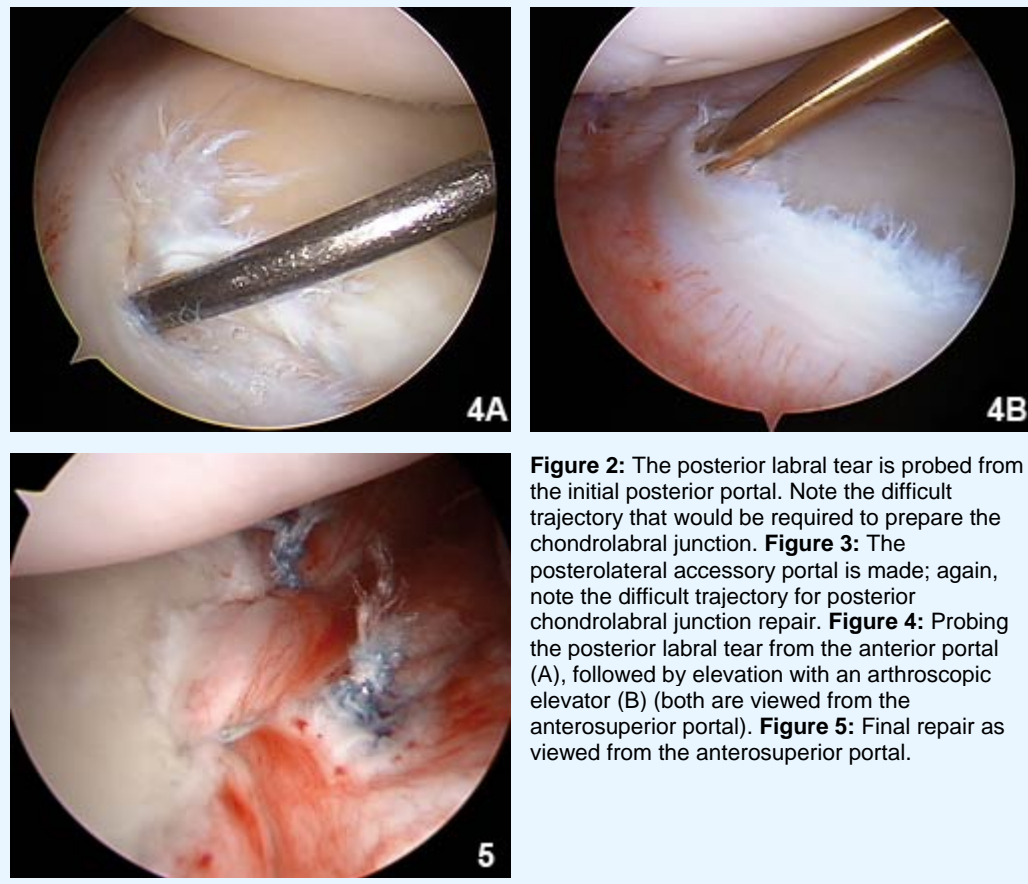 4A
4B
Figure 2: The posterior labral tear is probed from
the initial posterior portal. Note the difficult
trajectory that would be required to prepare the
chondrolabral junction. Figure 3: The
posterolateral accessory portal is made; again,
note the difficult trajectory for posterior
chondrolabral junction repair. Figure 4: Probing
the posterior labral tear from the anterior portal
(A), followed by elevation with an arthroscopic
elevator (B) (both are viewed from the
anterosuperior portal). Figure 5: Final repair as
viewed from the anterosuperior portal.
5